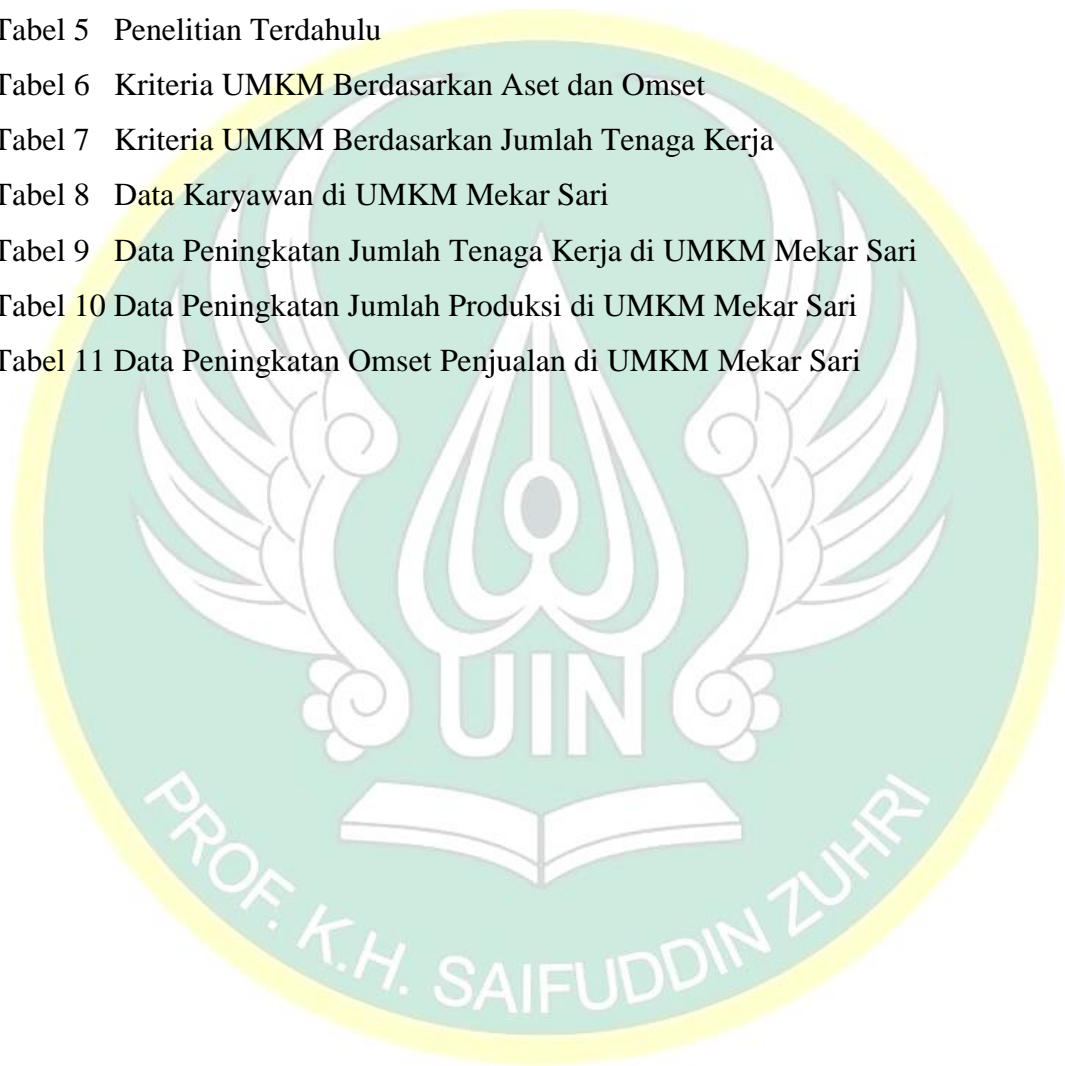 Tabel 5 Penelitian Terdahulu
Tabel 6 Kriteria UMKM Berdasarkan Aset dan Omset
Tabel 7 Kriteria UMKM Berdasarkan Jumlah Tenaga Kerja
Tabel 8 Data Karyawan di UMKM Mekar Sari
Tabel 9 Data Peningkatan Jumlah Tenaga Kerja di UMKM Mekar Sari
Tabel 10 Data Peningkatan Jumlah Produksi di UMKM Mekar Sari
Tabel 11 Data Peningkatan Omset Penjualan di UMKM Mekar Sari
UIN
PROF. K.H. SAIFUDDIN ZUHRI